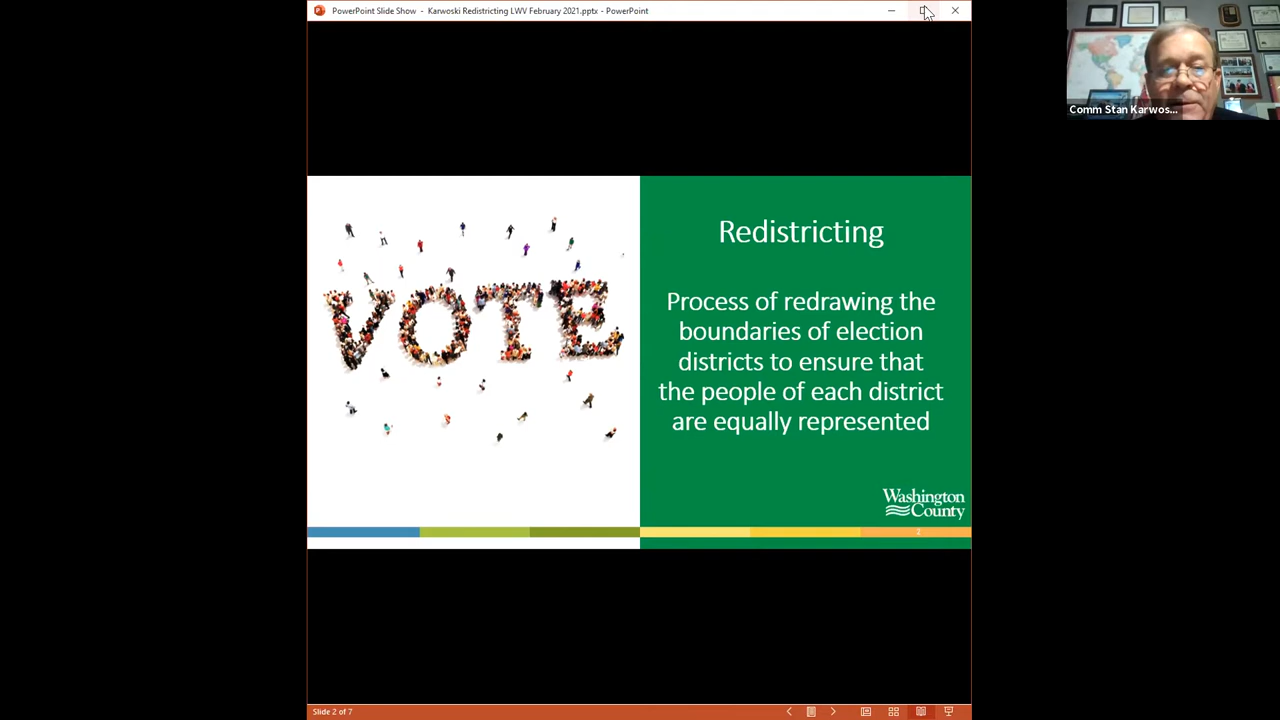 PowerPoint Slide Show - Karwoski Redistricting LWV February 2021.pptx - PowerPoint
Comm Stan Karwos...
VOTE
Redistricting
Process of redrawing the
boundaries of election
districts to ensure that
the people of each district
are equally represented
Washington
County
2
Slide 2 of 7